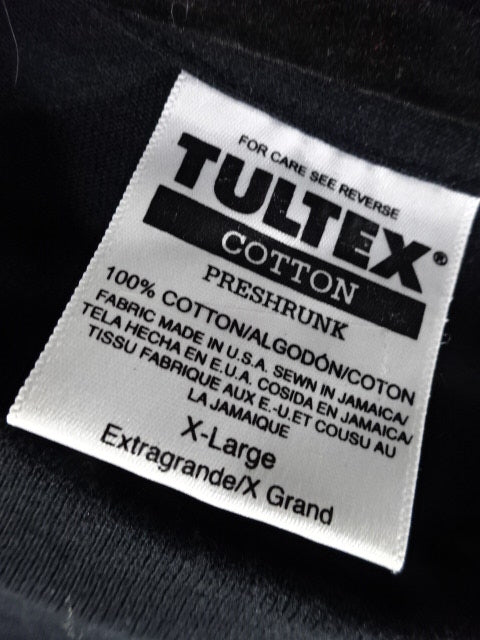 FOR CARE SEE REVERSE
TULTEX®
COTTON
PRESHRUNK
100% COTTON/ALGODÓN/COTON
FABRIC MADE IN U.S.A. SEWN IN JAMAICA/
TELA HECHA EN E.U.A. COSIDA EN JAMAICA/
TISSU FABRIQUE AUX E.-U.ET COUSU AU
LA JAMAIQUE
X-Large
Extragrande/X Grand